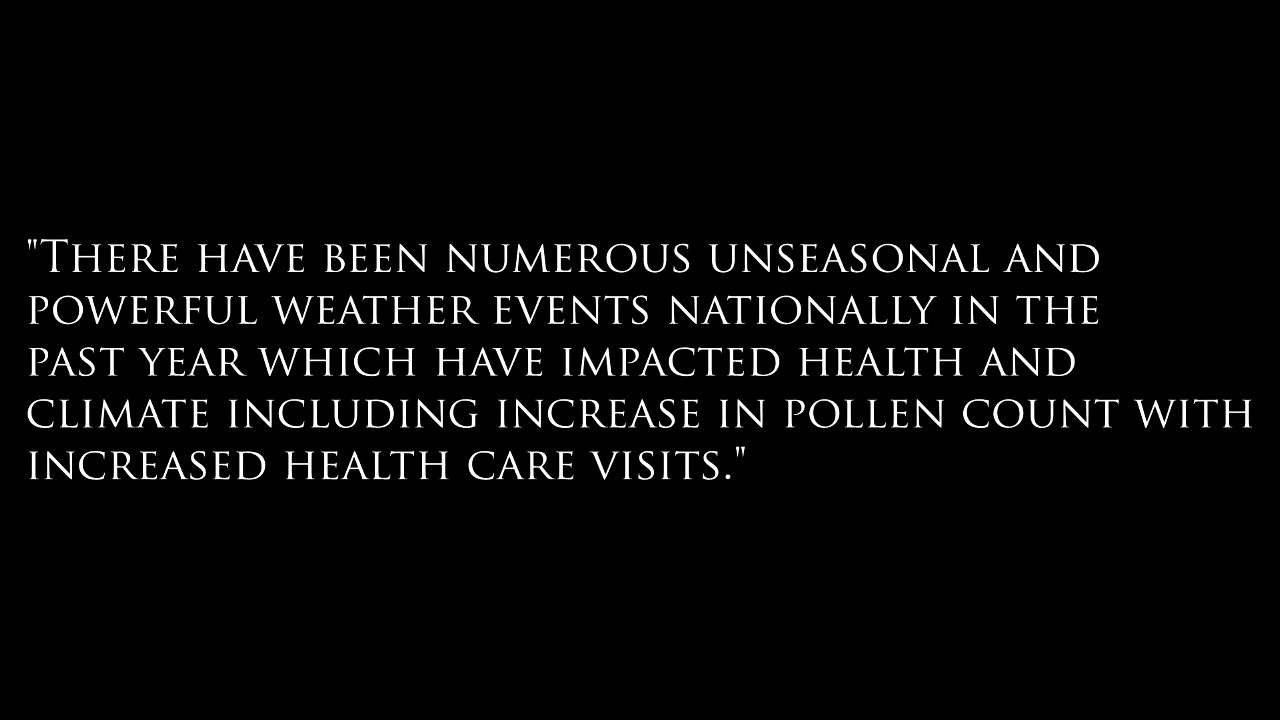 "There have been numerous unseasonal and
powerful weather events nationally in the
past year which have impacted health and
climate including increase in pollen count with
increased health care visits."